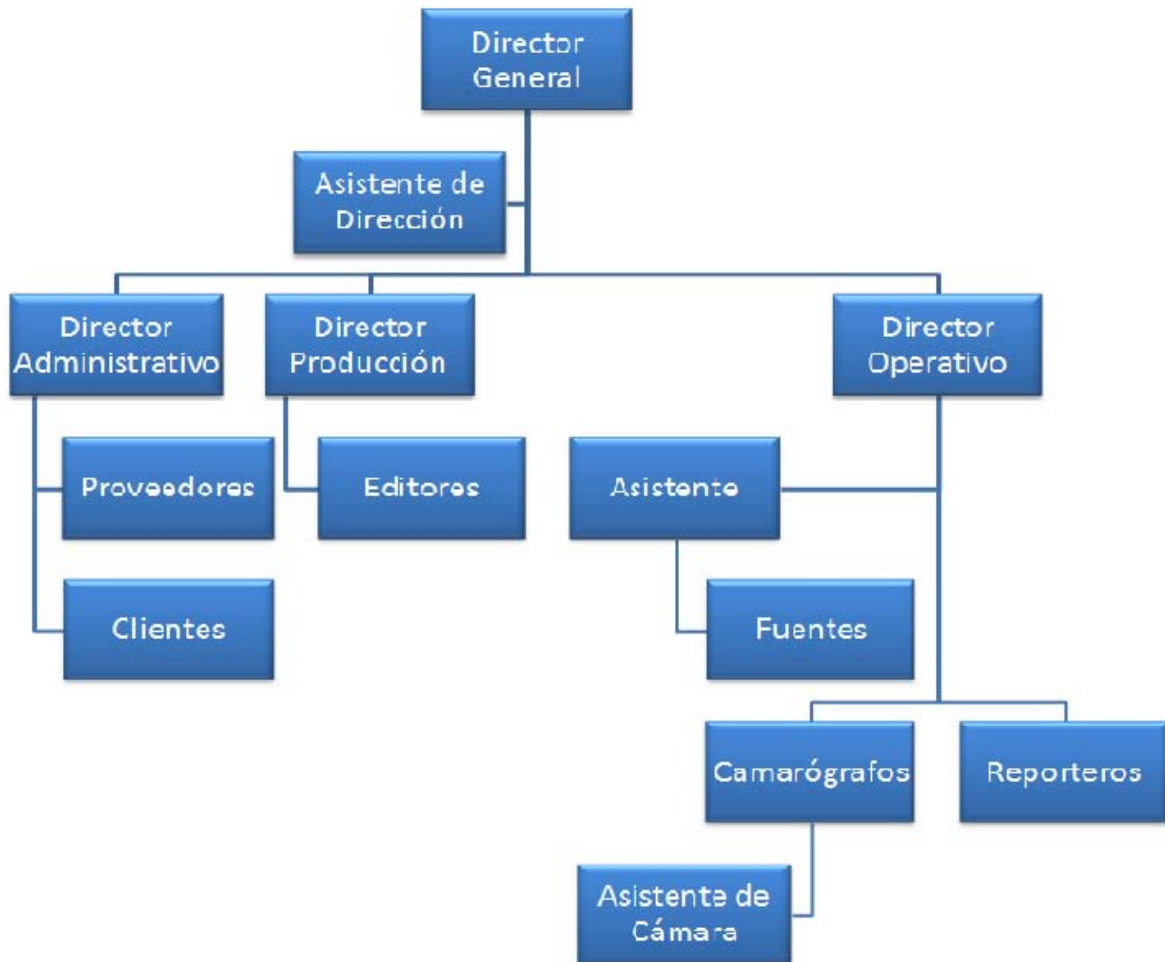 Director
General
Asistente de
Dirección
Director
Administrativo
Director
Producción
Director
Operativo
Proveedores
Editores
Asistente
Clientes
Fuentes
Camarógrafos
Reporteros
Asistente de
Cámara